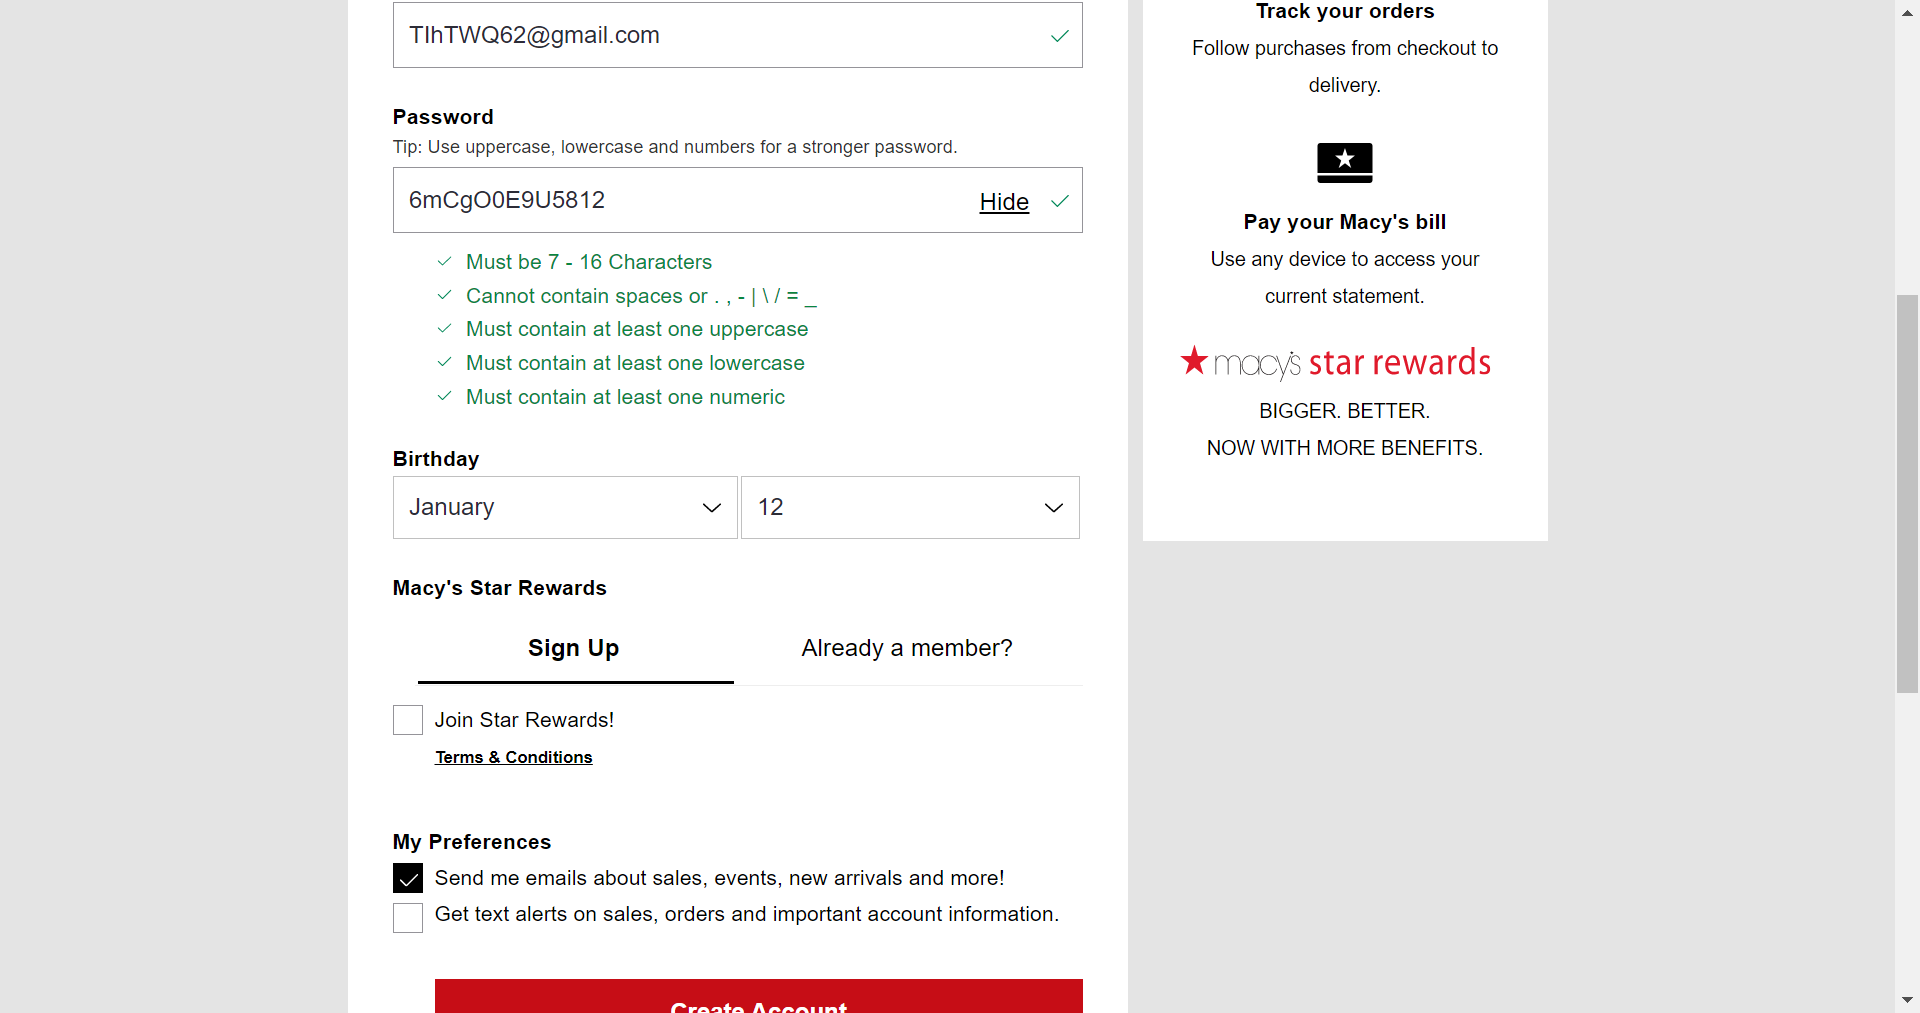 TIhTWQ62@gmail.com
Password
Tip: Use uppercase, lowercase and numbers for a stronger password.
6mCgO0E9U5812
Hide
Must be 7 - 16 Characters
Cannot contain spaces or . , - | \ / = _
Must contain at least one uppercase
Must contain at least one lowercase
Must contain at least one numeric
Birthday
January
12
Macy's Star Rewards
Sign Up
Already a member?
Join Star Rewards!
Terms & Conditions
My Preferences
Send me emails about sales, events, new arrivals and more!
Get text alerts on sales, orders and important account information.
Create Account
Track your orders
Follow purchases from checkout to
delivery.
Pay your Macy's bill
Use any device to access your
current statement.
macy's star rewards
BIGGER. BETTER.
NOW WITH MORE BENEFITS.